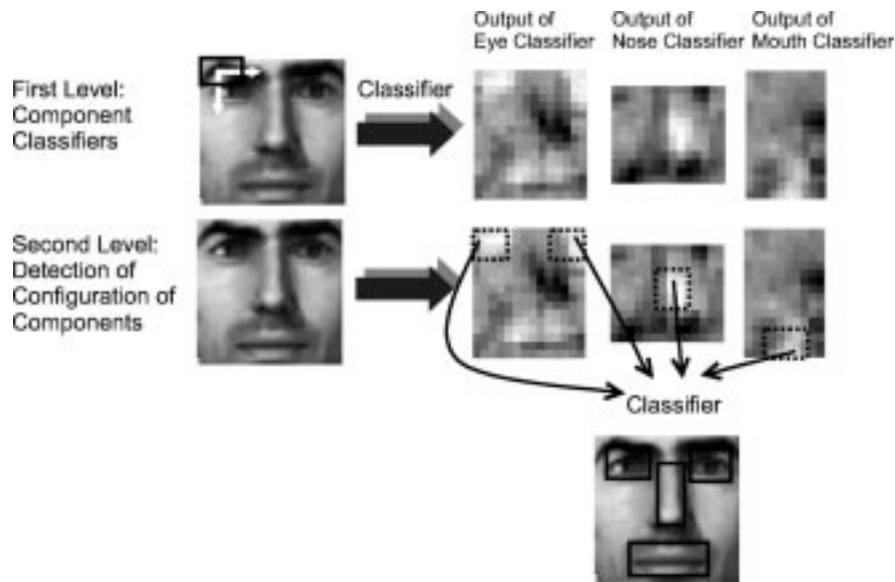 Output of
Eye Classifier
Output of
Nose Classifier
Output of
Mouth Classifier
First Level:
Component
Classifiers
Classifier
Second Level:
Detection of
Configuration of
Components
Classifier